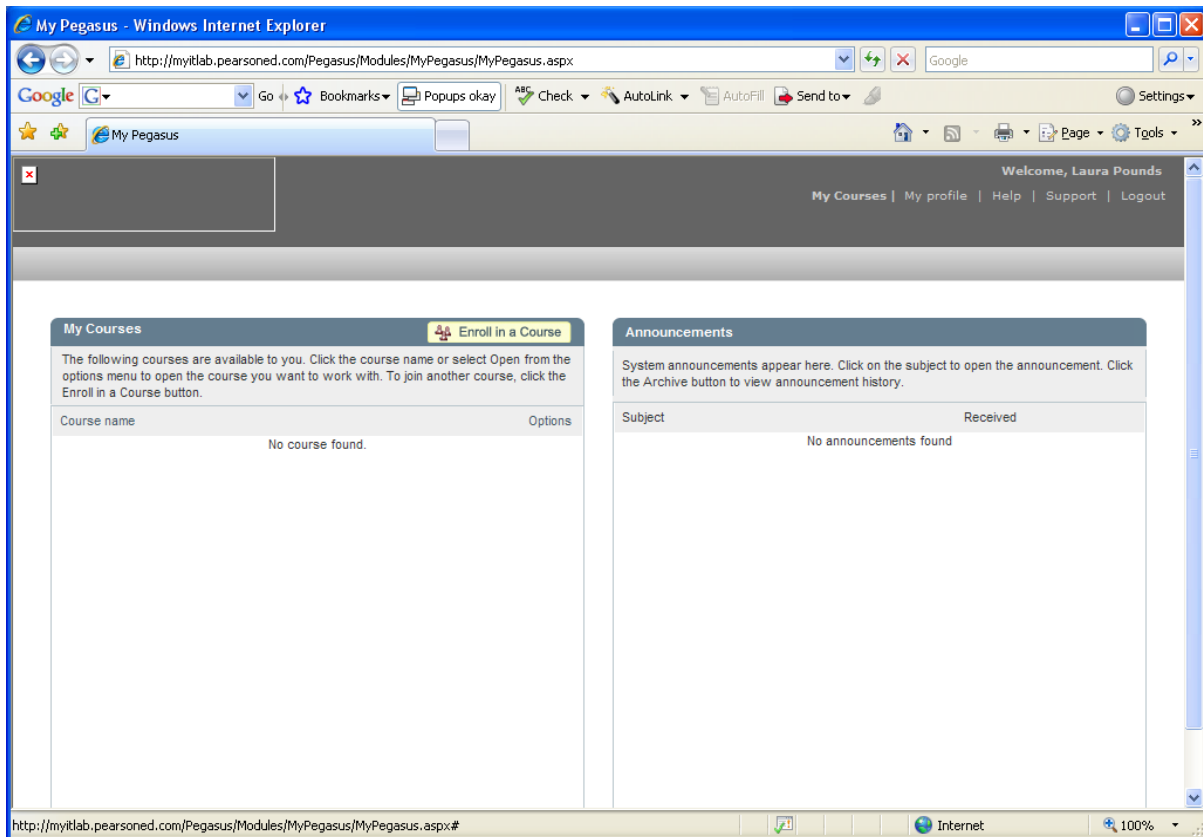 My Pegasus - Windows Internet Explorer
http://myitlab.pearsoned.com/Pegasus/Modules/MyPegasus/MyPegasus.aspx
Google
Google G Go Bookmarks Popups okay ABC Check AutoLink AutoFill Send to Settings
My Pegasus
Page Tools »
Welcome, Laura Pounds
My Courses | My profile | Help | Support | Logout
My Courses
Enroll in a Course
The following courses are available to you. Click the course name or select Open from the
options menu to open the course you want to work with. To join another course, click the
Enroll in a Course button.
Course name Options
No course found.
Announcements
System announcements appear here. Click on the subject to open the announcement. Click
the Archive button to view announcement history.
Subject Received
No announcements found
http://myitlab.pearsoned.com/Pegasus/Modules/MyPegasus/MyPegasus.aspx# Internet 100%